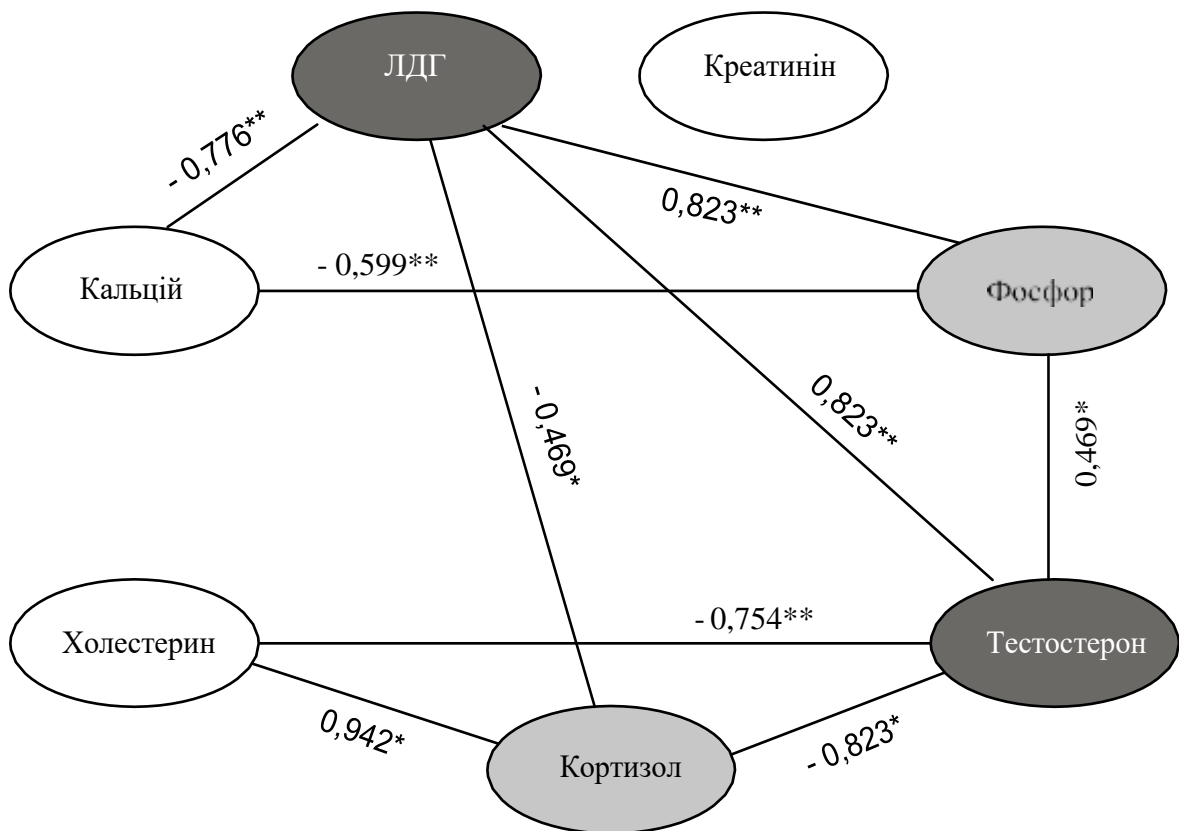 ЛДГ
Креатинін
- 0,776**
0,823**
Кальцій
- 0,599**
Фосфор
- 0,469*
0,823**
0,469*
Холестерин
- 0,754**
Тестостерон
0,942*
Кортизол
- 0,823*